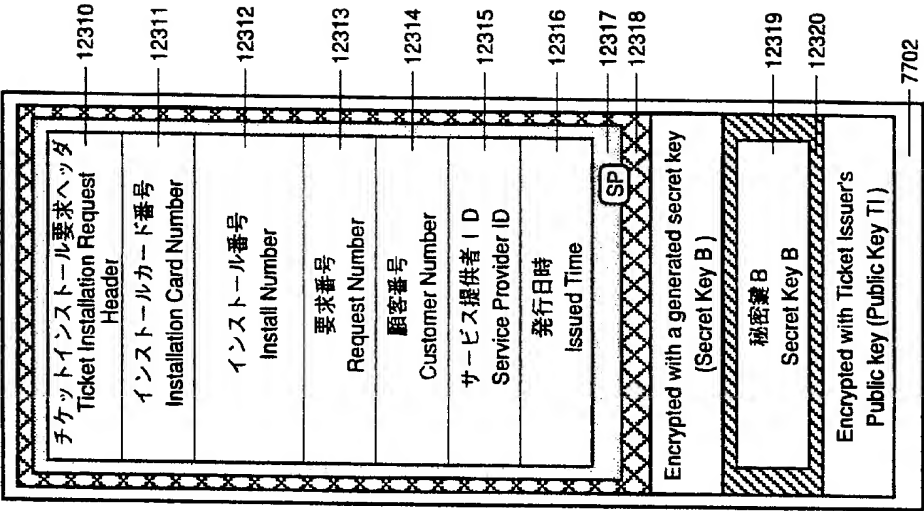 チケットインストール要求ヘッダ
Ticket Installation Request
Header
12310
インストールカード番号
Installation Card Number
12311
インストール番号
Install Number
12312
要求番号
Request Number
12313
顧客番号
Customer Number
12314
サービス提供者ID
Service Provider ID
12315
発行日時
Issued Time
12316
SP
12317
12318
Encrypted with a generated secret key
(Secret Key B )
秘密鍵B
Secret Key B
12319
12320
Encrypted with Ticket Issuer's
Public key (Public Key TI )
7702